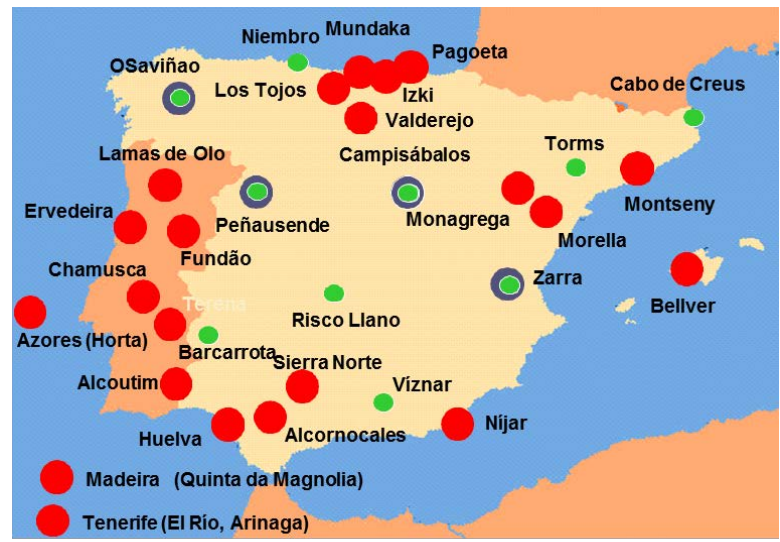 Mundaka
Niembro
Pagoeta
OSaviñao
Cabo de Creus
Los Tojos
Izki
Valderejo
Torms
Lamas de Olo
Campisábalos
Ervedeira
Peñausende
Monagrega
Montseny
Fundão
Morella
Chamusca
Zarra
Terena
Bellver
Risco Llano
Azores (Horta)
Barcarrota
Sierra Norte
Alcoutim
Víznar
Huelva
Alcornocales
Níjar
Madeira (Quinta da Magnolia)
Tenerife (El Río, Arinaga)